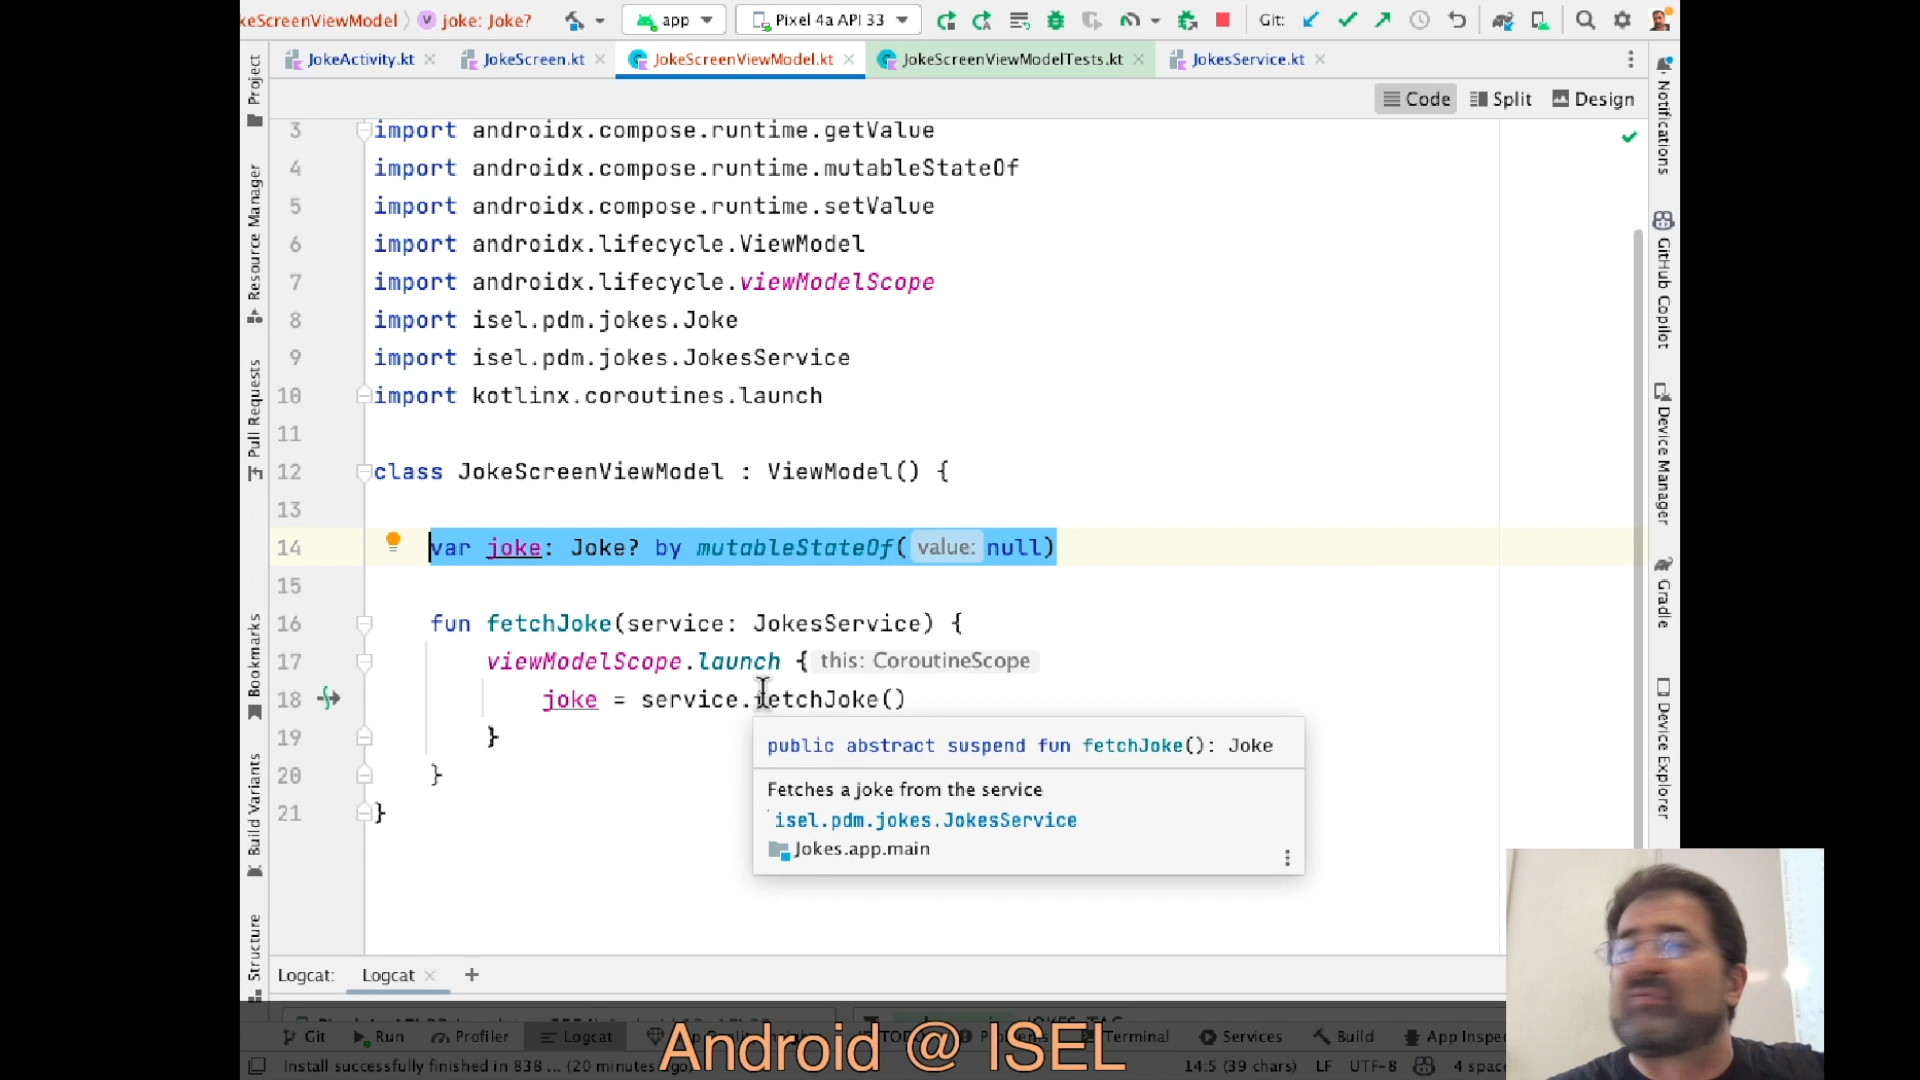 keScreenViewModel 〉 joke: Joke? app Pixel 4a API 33 Git:
JokeActivity.kt JokeScreen.kt JokeScreenViewModel.kt JokeScreenViewModelTests.kt JokesService.kt
Code Split Design
Project
Resource Manager
Pull Requests
Bookmarks
Build Variants
Structure
3 import androidx.compose.runtime.getValue
4 import androidx.compose.runtime.mutableStateOf
5 import androidx.compose.runtime.setValue
6 import androidx.lifecycle.ViewModel
7 import androidx.lifecycle.viewModelScope
8 import isel.pdm.jokes.Joke
9 import isel.pdm.jokes.JokesService
10 import kotlinx.coroutines.launch
11
12 class JokeScreenViewModel : ViewModel() {
13
14 var joke: Joke? by mutableStateOf( value: null)
15
16 fun fetchJoke(service: JokesService) {
17 viewModelScope.launch { this: CoroutineScope
18 joke = service.fetchJoke()
19 }
20 }
21 }
public abstract suspend fun fetchJoke(): Joke
Fetches a joke from the service
isel.pdm.jokes.JokesService
Jokes.app.main
Notifications
GitHub Copilot
Device Manager
Gradle
Device Explorer
Logcat: Logcat
Git Run Profiler Logcat Terminal Services Build App Inspe
Android @ ISEL
Install successfully finished in 838 ... (20 minutes ago) 14:5 (39 chars) LF UTF-8 4 spac